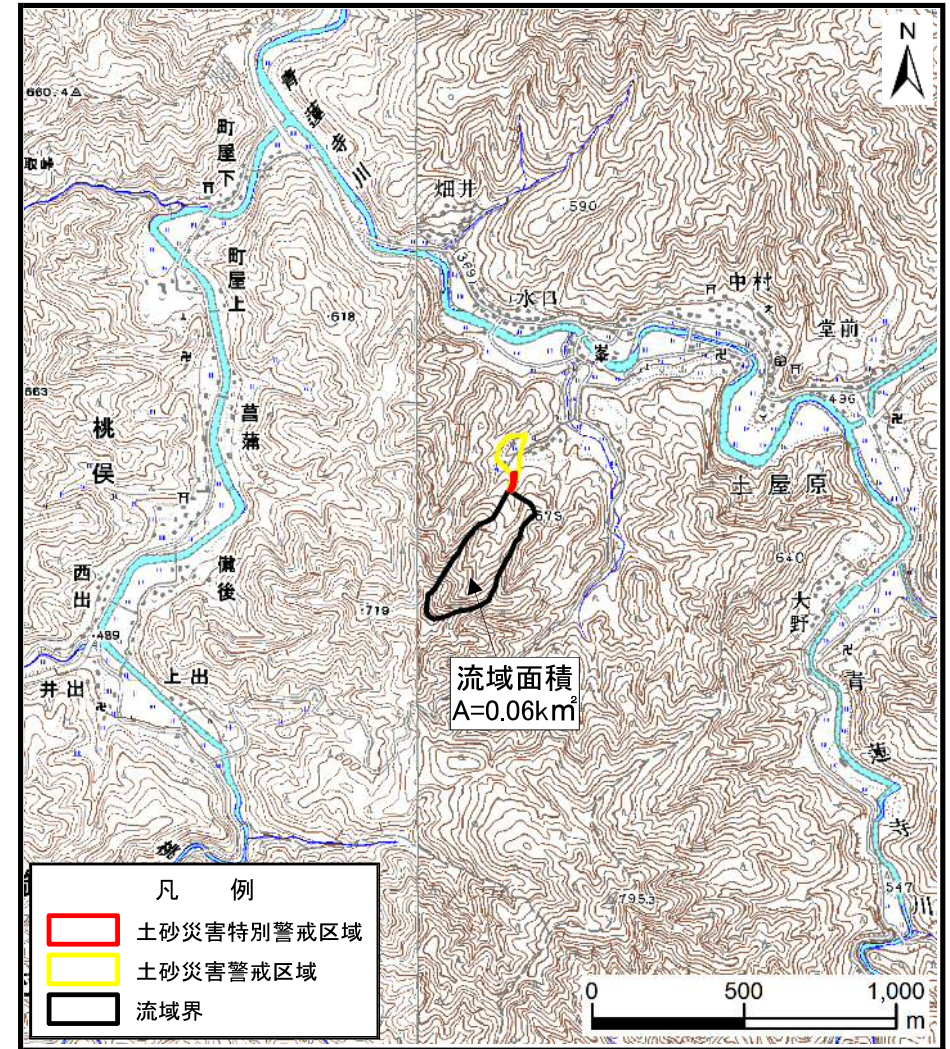 N
660.4
町屋下
青蓮寺川
畑井
590
町屋上
369
水口
中村
618
堂前
峯
663
496
菖蒲
桃俣
土屋原
675
640
西出
備後
719
大野
489
上出
井出
流域面積
A=0.06km²
青蓮寺川
547
795.3
凡 例
土砂災害特別警戒区域
土砂災害警戒区域
流域界
0 500 1,000
m